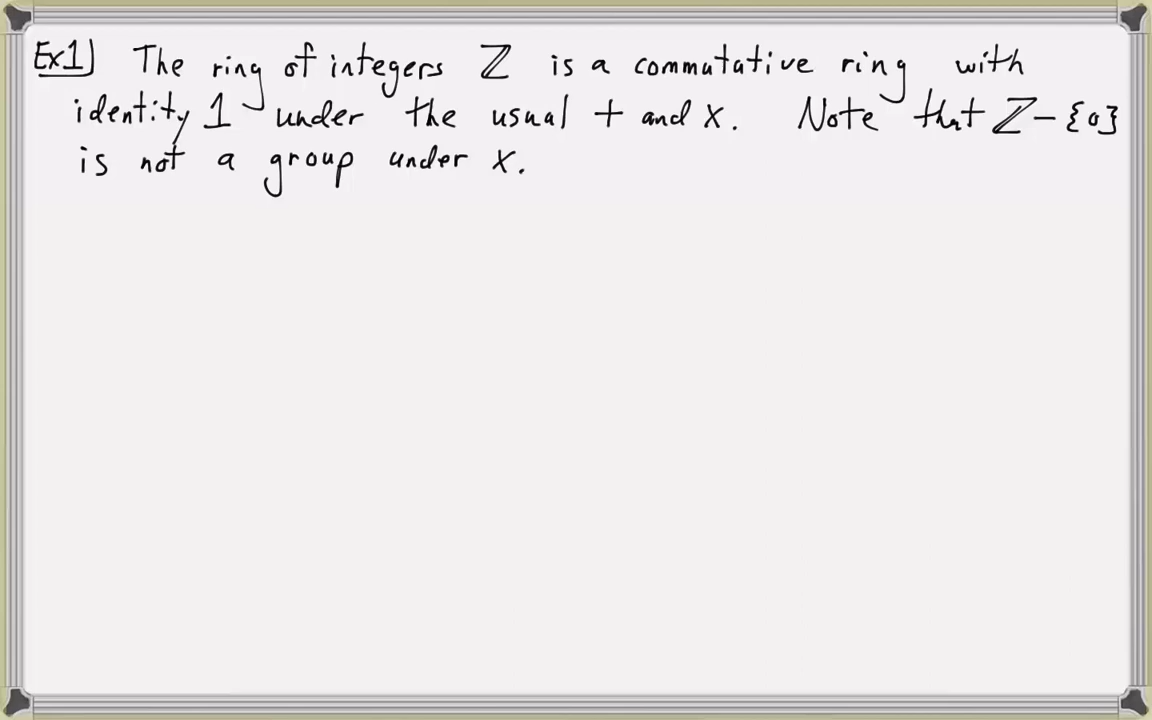 Ex1] The ring of integers ℤ is a commutative ring with
identity 1 under the usual + and ×. Note that ℤ-{0}
is not a group under ×.